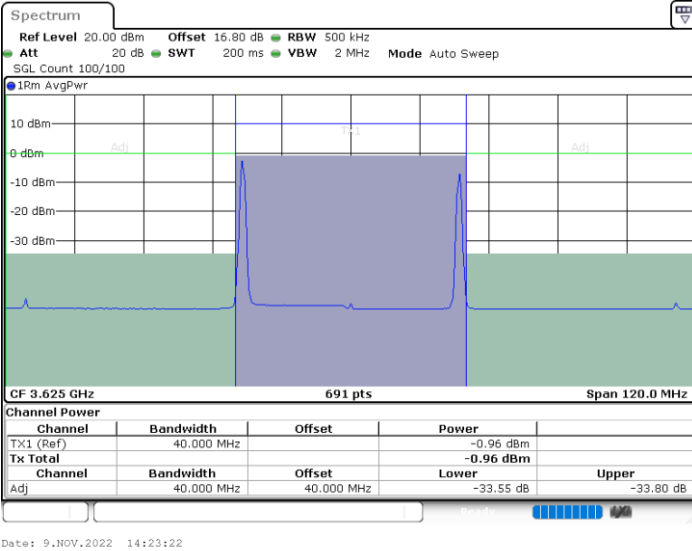 Spectrum
Ref Level 20.00 dBm Offset 16.80 dB RBW 500 kHz
Att 20 dB SWT 200 ms VBW 2 MHz Mode Auto Sweep
SGL Count 100/100
1Rm AvgPwr
10 dBm
TX1
0 dBm Adj Adj
-10 dBm
-20 dBm
-30 dBm
CF 3.625 GHz 691 pts Span 120.0 MHz
Channel Power
Channel Bandwidth Offset Power
TX1 (Ref) 40.000 MHz -0.96 dBm
Tx Total -0.96 dBm
Channel Bandwidth Offset Lower Upper
Adj 40.000 MHz 40.000 MHz -33.55 dB -33.80 dB
Ready
Date: 9.NOV.2022 14:23:22